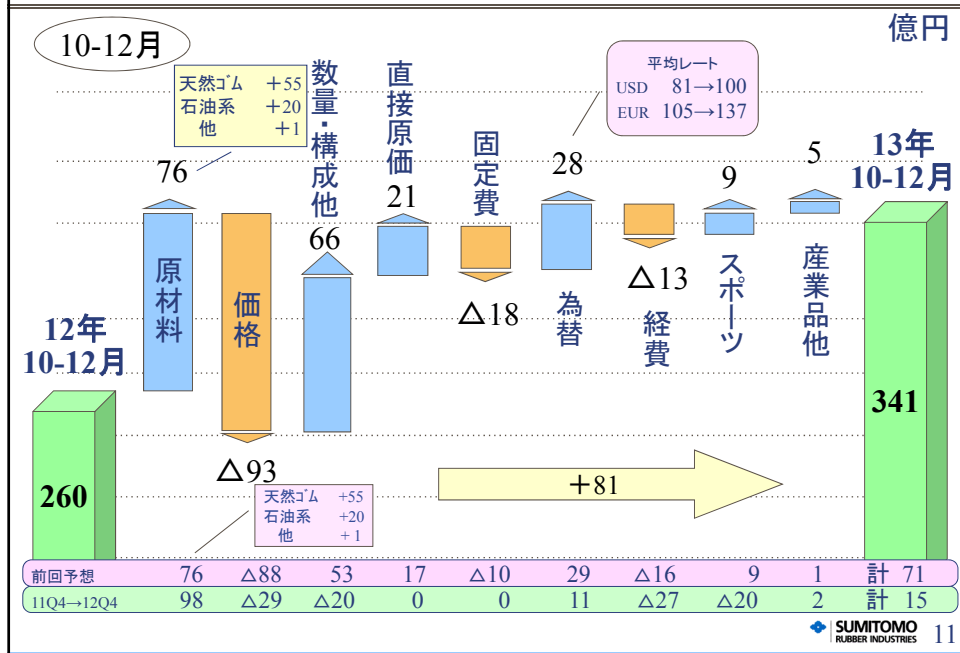 億円
10-12月
天然ゴム +55
石油系 +20
他 +1
平均レート
USD 81→100
EUR 105→137
76
数量・構成他
66
直接原価
21
固定費
△18
28
為替
△13
経費
9
スポーツ
5
産業品他
13年
10-12月
原材料
価格
△93
12年
10-12月
260
341
+81
天然ゴム +55
石油系 +20
他 +1
前回予想 76 △88 53 17 △10 29 △16 9 1 計 71
11Q4→12Q4 98 △29 △20 0 0 11 △27 △20 2 計 15
SUMITOMO
RUBBER INDUSTRIES
11